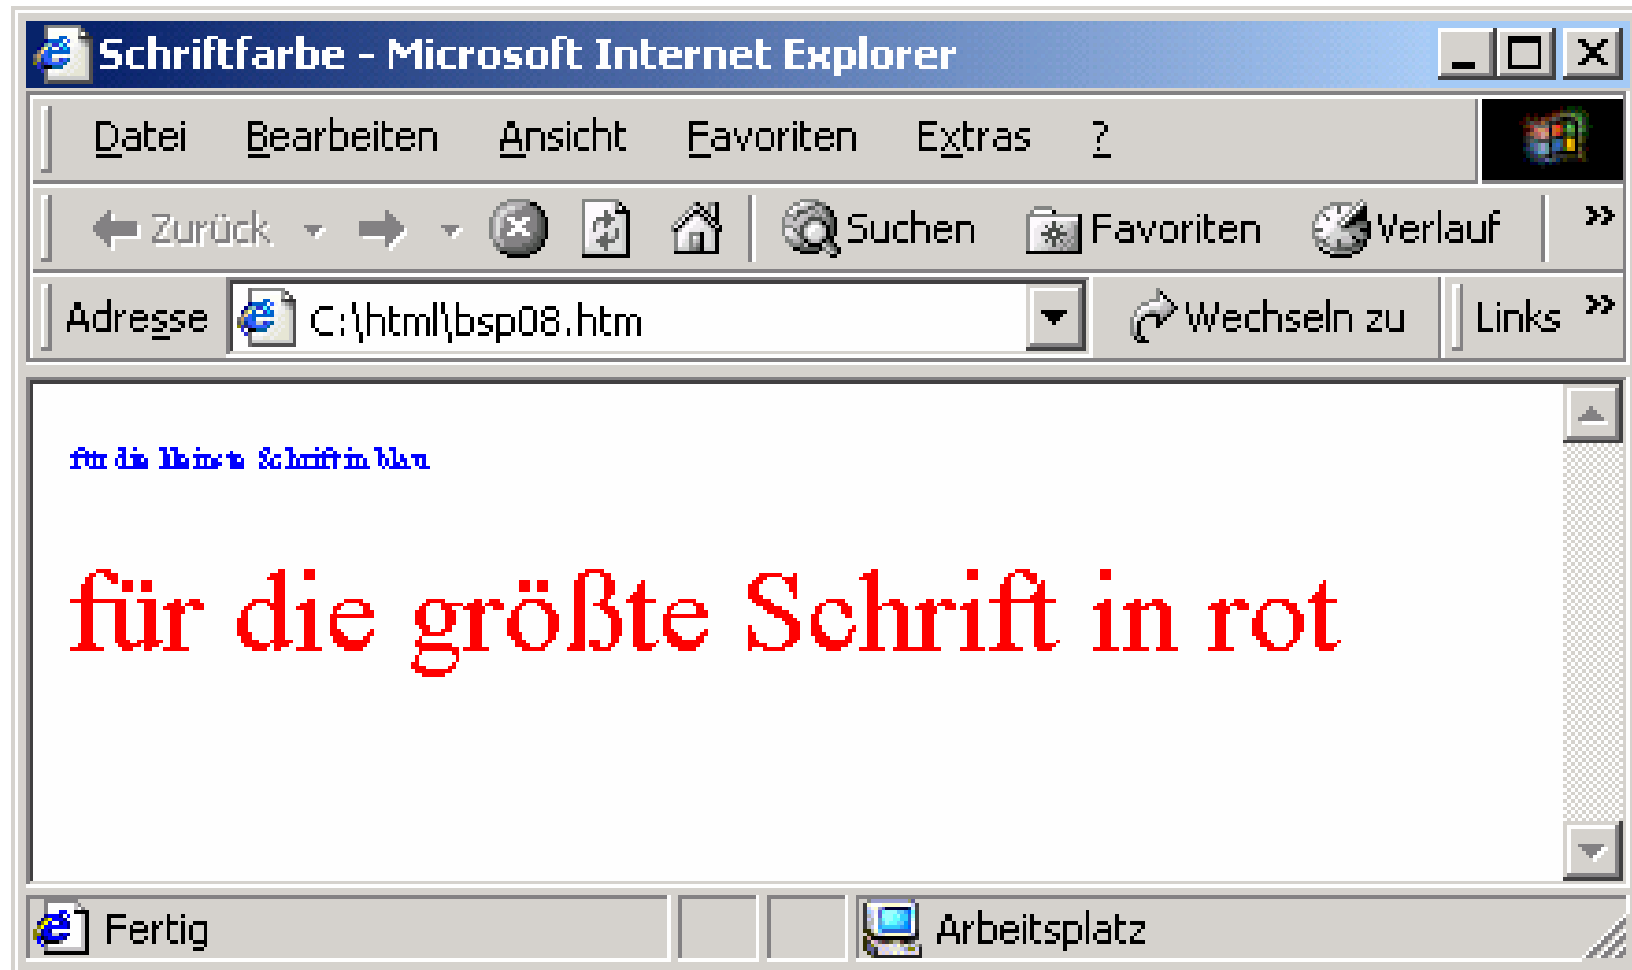 Schriftfarbe - Microsoft Internet Explorer
Datei Bearbeiten Ansicht Favoriten Extras ?
Zurück Suchen Favoriten Verlauf »
Adresse C:\html\bsp08.htm Wechseln zu Links »
für die kleinste Schrift in blau
für die größte Schrift in rot
Fertig Arbeitsplatz